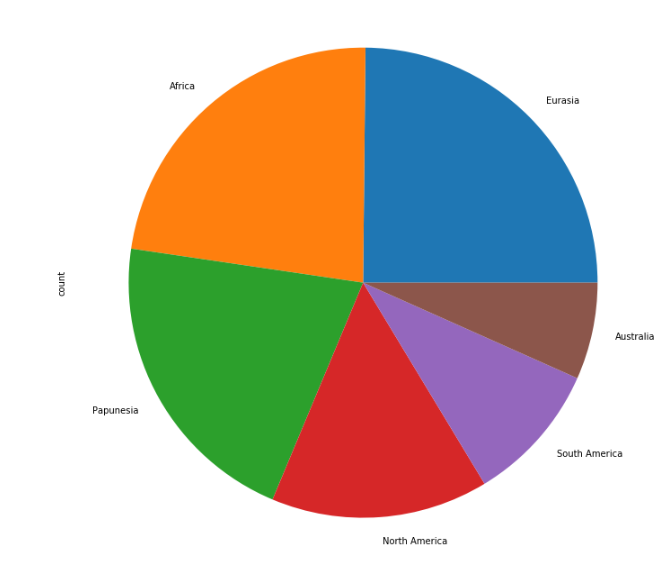 Africa
Eurasia
count
Australia
Papunesia
South America
North America